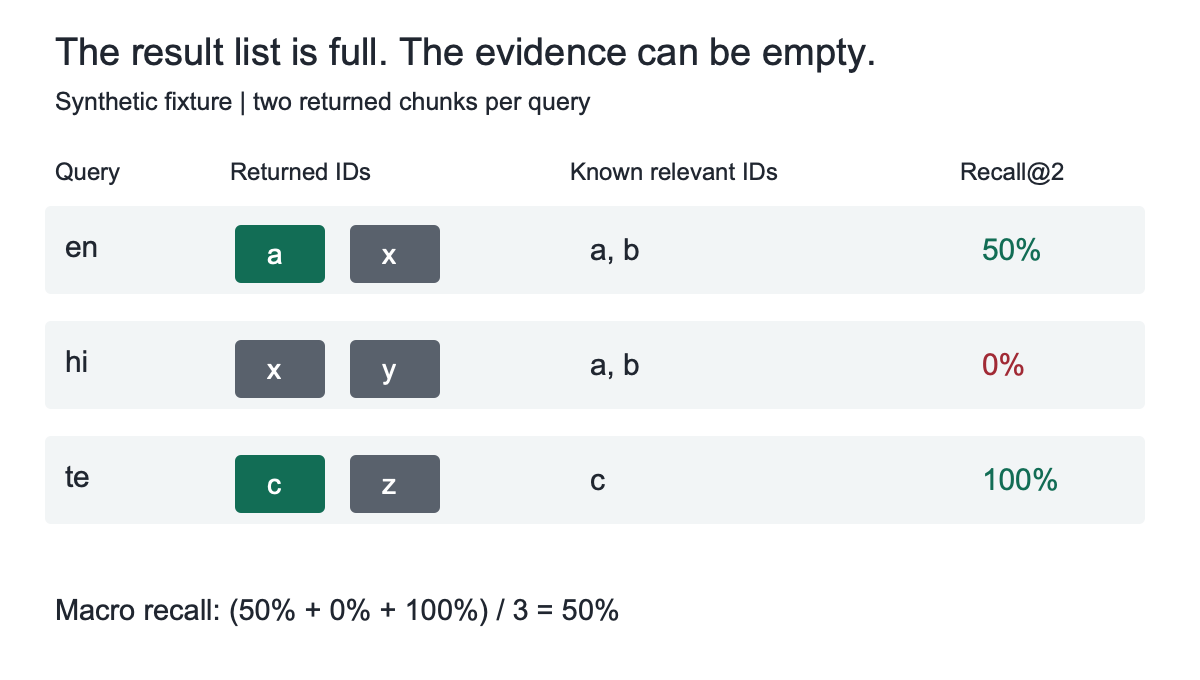 The result list is full. The evidence can be empty.
Synthetic fixture | two returned chunks per query
Query Returned IDs Known relevant IDs Recall@2
en a x a, b 50%
hi x y a, b 0%
te c z c 100%
Macro recall: (50% + 0% + 100%) / 3 = 50%